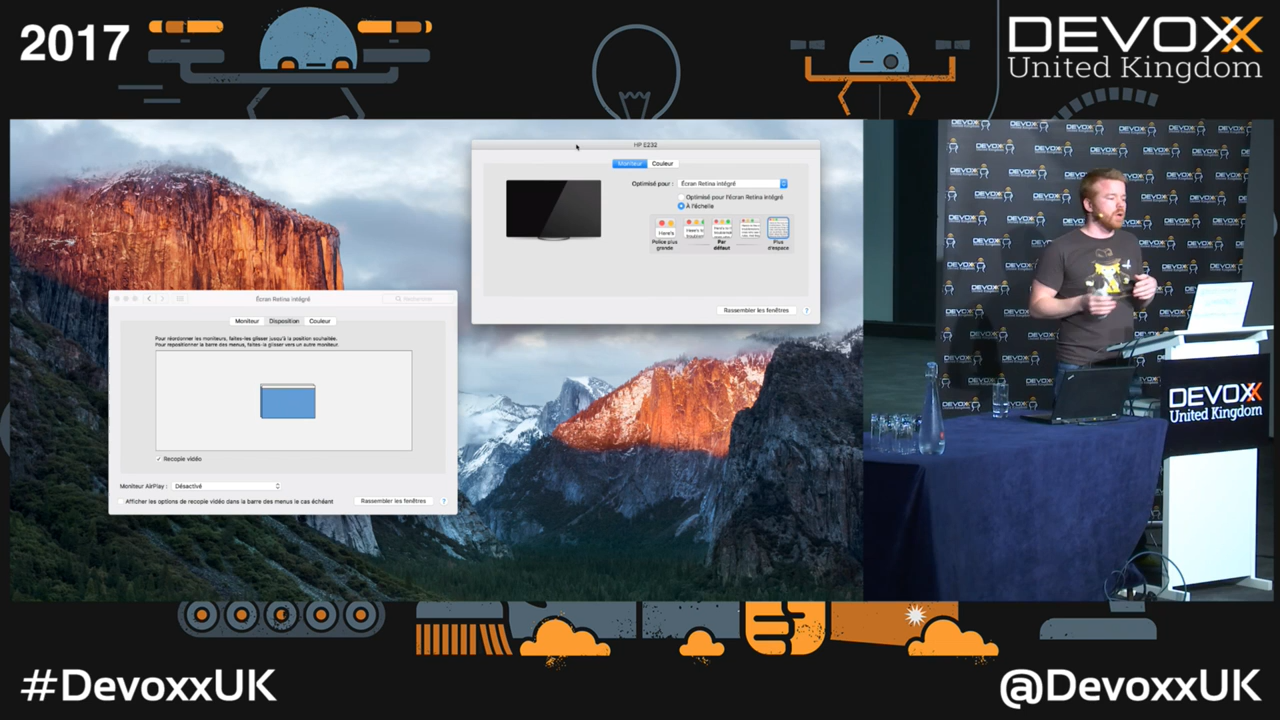 2017
DEVOXX
United Kingdom
HP E232
Moniteur
Couleur
Optimisé pour :
Écran Retina intégré
Optimisé pour l'écran Retina intégré
À l'échelle
Here's
Police plus
grande
Par
défaut
Plus
d'espace
Rassembler les fenêtres
?
Écran Retina intégré
Recherche
Moniteur
Disposition
Couleur
Pour réordonner les moniteurs, faites-les glisser jusqu'à la position souhaitée.
Pour repositionner la barre des menus, faites-la glisser vers un autre moniteur.
Recopie vidéo
Moniteur AirPlay :
Désactivé
Afficher les options de recopie vidéo dans la barre des menus le cas échéant
Rassembler les fenêtres
?
DEVOXX
United Kingdom
#DevoxxUK
@DevoxxUK